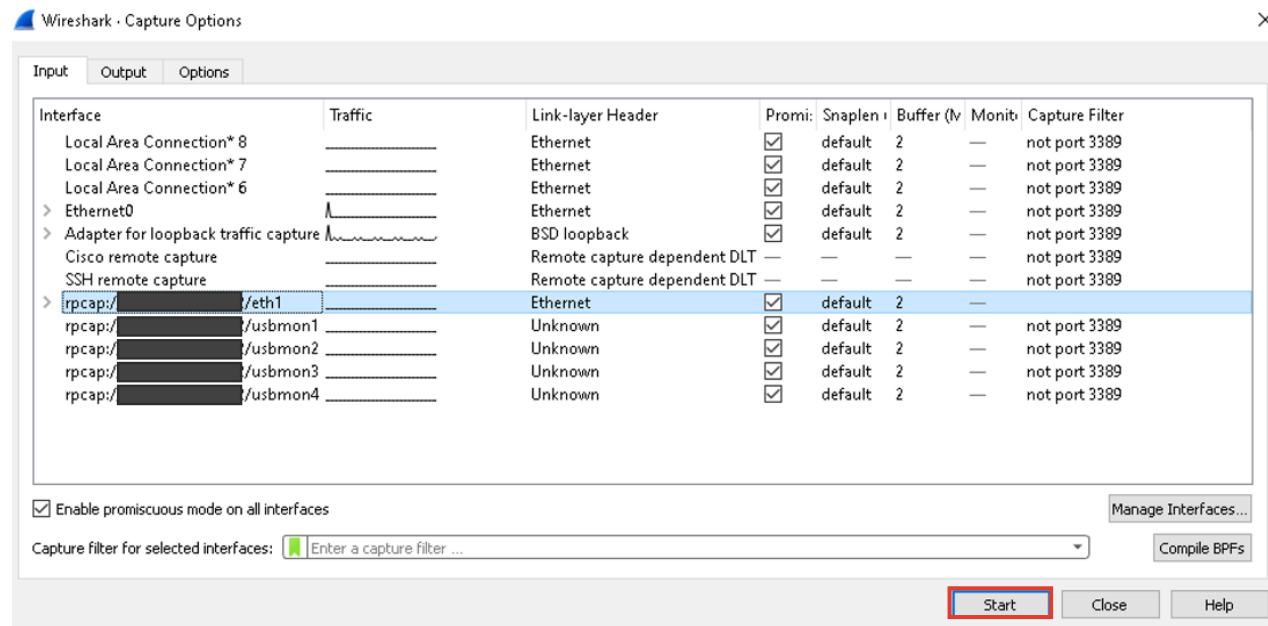 Wireshark · Capture Options
Input Output Options
Interface Traffic Link-layer Header Promi: Snaplen Buffer (M Monit Capture Filter
Local Area Connection* 8 Ethernet default 2 — not port 3389
Local Area Connection* 7 Ethernet default 2 — not port 3389
Local Area Connection* 6 Ethernet default 2 — not port 3389
Ethernet0 Ethernet default 2 — not port 3389
Adapter for loopback traffic capture BSD loopback default 2 — not port 3389
Cisco remote capture Remote capture dependent DLT — — — — not port 3389
SSH remote capture Remote capture dependent DLT — — — — not port 3389
rpcap:/ /eth1 Ethernet default 2 —
rpcap:/ /usbmon1 Unknown default 2 — not port 3389
rpcap:/ /usbmon2 Unknown default 2 — not port 3389
rpcap:/ /usbmon3 Unknown default 2 — not port 3389
rpcap:/ /usbmon4 Unknown default 2 — not port 3389
Enable promiscuous mode on all interfaces
Manage Interfaces...
Capture filter for selected interfaces: Enter a capture filter ...
Compile BPFs
Start Close Help